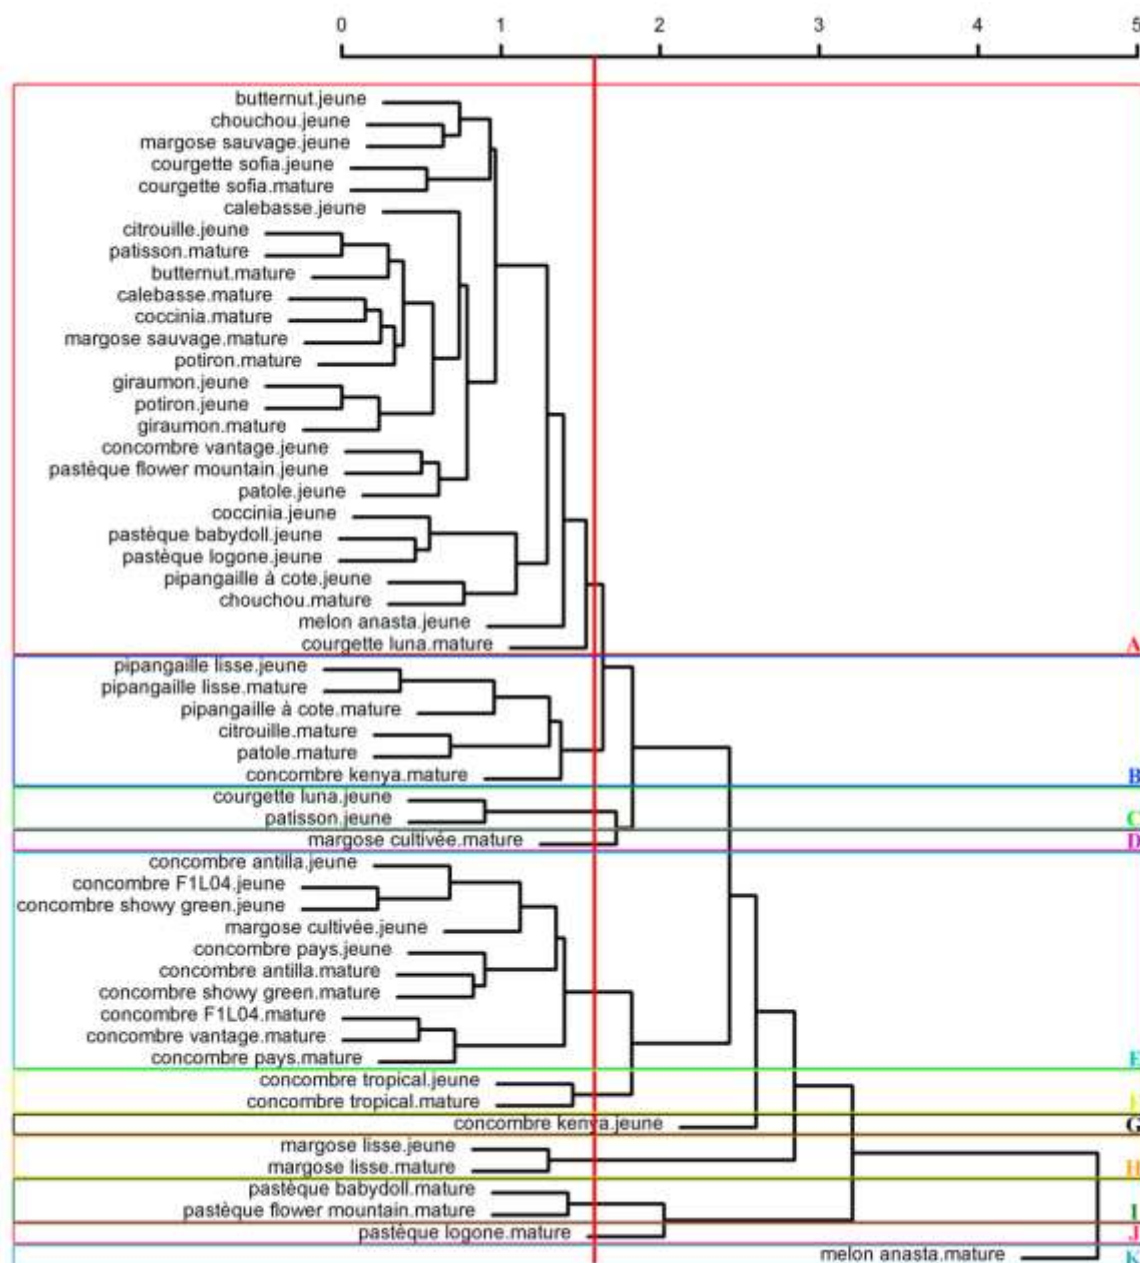 0 1 2 3 4 5
butternut.jeune
chouchou.jeune
margose sauvage.jeune
courgette sofia.jeune
courgette sofia.mature
calebasse.jeune
citrouille.jeune
patisson.mature
butternut.mature
calebasse.mature
coccinia.mature
margose sauvage.mature
potiron.mature
giraumon.jeune
potiron.jeune
giraumon.mature
concombre vantage.jeune
pastèque flower mountain.jeune
patole.jeune
coccinia.jeune
pastèque babydoll.jeune
pastèque logone.jeune
pipangaille à cote.jeune
chouchou.mature
melon anasta.jeune
courgette luna.mature A
pipangaille lisse.jeune
pipangaille lisse.mature
pipangaille à cote.mature
citrouille.mature
patole.mature
concombre kenya.mature B
courgette luna.jeune
patisson.jeune C
margose cultivée.mature D
concombre antilla.jeune
concombre F1L04.jeune
concombre showy green.jeune
margose cultivée.jeune
concombre pays.jeune
concombre antilla.mature
concombre showy green.mature
concombre F1L04.mature
concombre vantage.mature
concombre pays.mature E
concombre tropical.jeune
concombre tropical.mature
concombre kenya.jeune G
margose lisse.jeune
margose lisse.mature H
pastèque babydoll.mature
pastèque flower mountain.mature I
pastèque logone.mature J
melon anasta.mature K